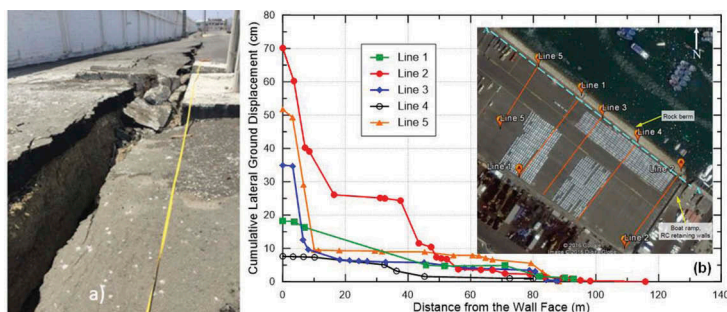 a)
Cumulative Lateral Ground Displacement (cm)
80
70
60
50
40
30
20
10
0
Line 1
Line 2
Line 3
Line 4
Line 5
0 20 40 60 80 100 120 140
Distance from the Wall Face (m)
N
Line 5
Line 1
Line 3
Line 4
Rock berm
Line 5
Line 1
Line 2
Boat ramp,
RC retaining walls
(b)